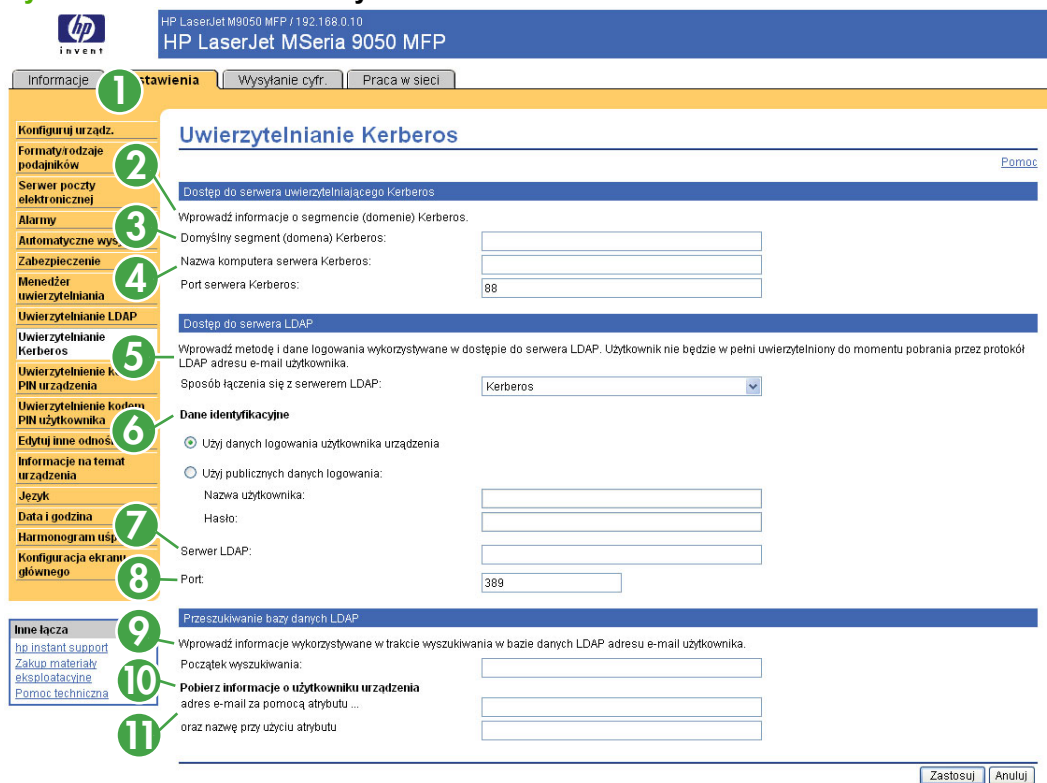 hp
invent
HP LaserJet M9050 MFP / 192.168.0.10
HP LaserJet MSeria 9050 MFP
Informacje
1
stawienia
Wysyłanie cyfr.
Praca w sieci
Konfiguruj urządz.
Formaty/rodzaje
podajników
Serwer poczty
elektronicznej
Alarmy
Automatyczne
Zabezpieczenie
Menedżer
uwierzytelniania
Uwierzytelnianie LDAP
Uwierzytelnianie
Kerberos
Uwierzytelnienie
PIN urządzenia
Uwierzytelnienie kodem
PIN użytkownika
Edytuj inne
Informacje na temat
urządzenia
Język
Data i godzina
Harmonogram
Konfiguracja ekranu
głównego
Inne łącza
hp instant support
Zakup materiały
eksploatacyjne
Pomoc techniczna
Uwierzytelnianie Kerberos
Pomoc
2
Dostęp do serwera uwierzytelniającego Kerberos
Wprowadź informacje o segmencie (domenie) Kerberos.
3
Domyślny segment (domena) Kerberos:
Nazwa komputera serwera Kerberos:
4
Port serwera Kerberos:
88
Dostęp do serwera LDAP
5
Wprowadź metodę i dane logowania wykorzystywane w dostępie do serwera LDAP. Użytkownik nie będzie w pełni uwierzytelniony do momentu pobrania przez protokół
LDAP adresu e-mail użytkownika.
Sposób łączenia się z serwerem LDAP:
Kerberos
6
Dane identyfikacyjne
Użyj danych logowania użytkownika urządzenia
Użyj publicznych danych logowania:
Nazwa użytkownika:
Hasło:
7
Serwer LDAP:
8
Port:
389
Przeszukiwanie bazy danych LDAP
9
Wprowadź informacje wykorzystywane w trakcie wyszukiwania w bazie danych LDAP adresu e-mail użytkownika.
Początek wyszukiwania:
10
Pobierz informacje o użytkowniku urządzenia
adres e-mail za pomocą atrybutu ...
11
oraz nazwę przy użyciu atrybutu
Zastosuj
Anuluj